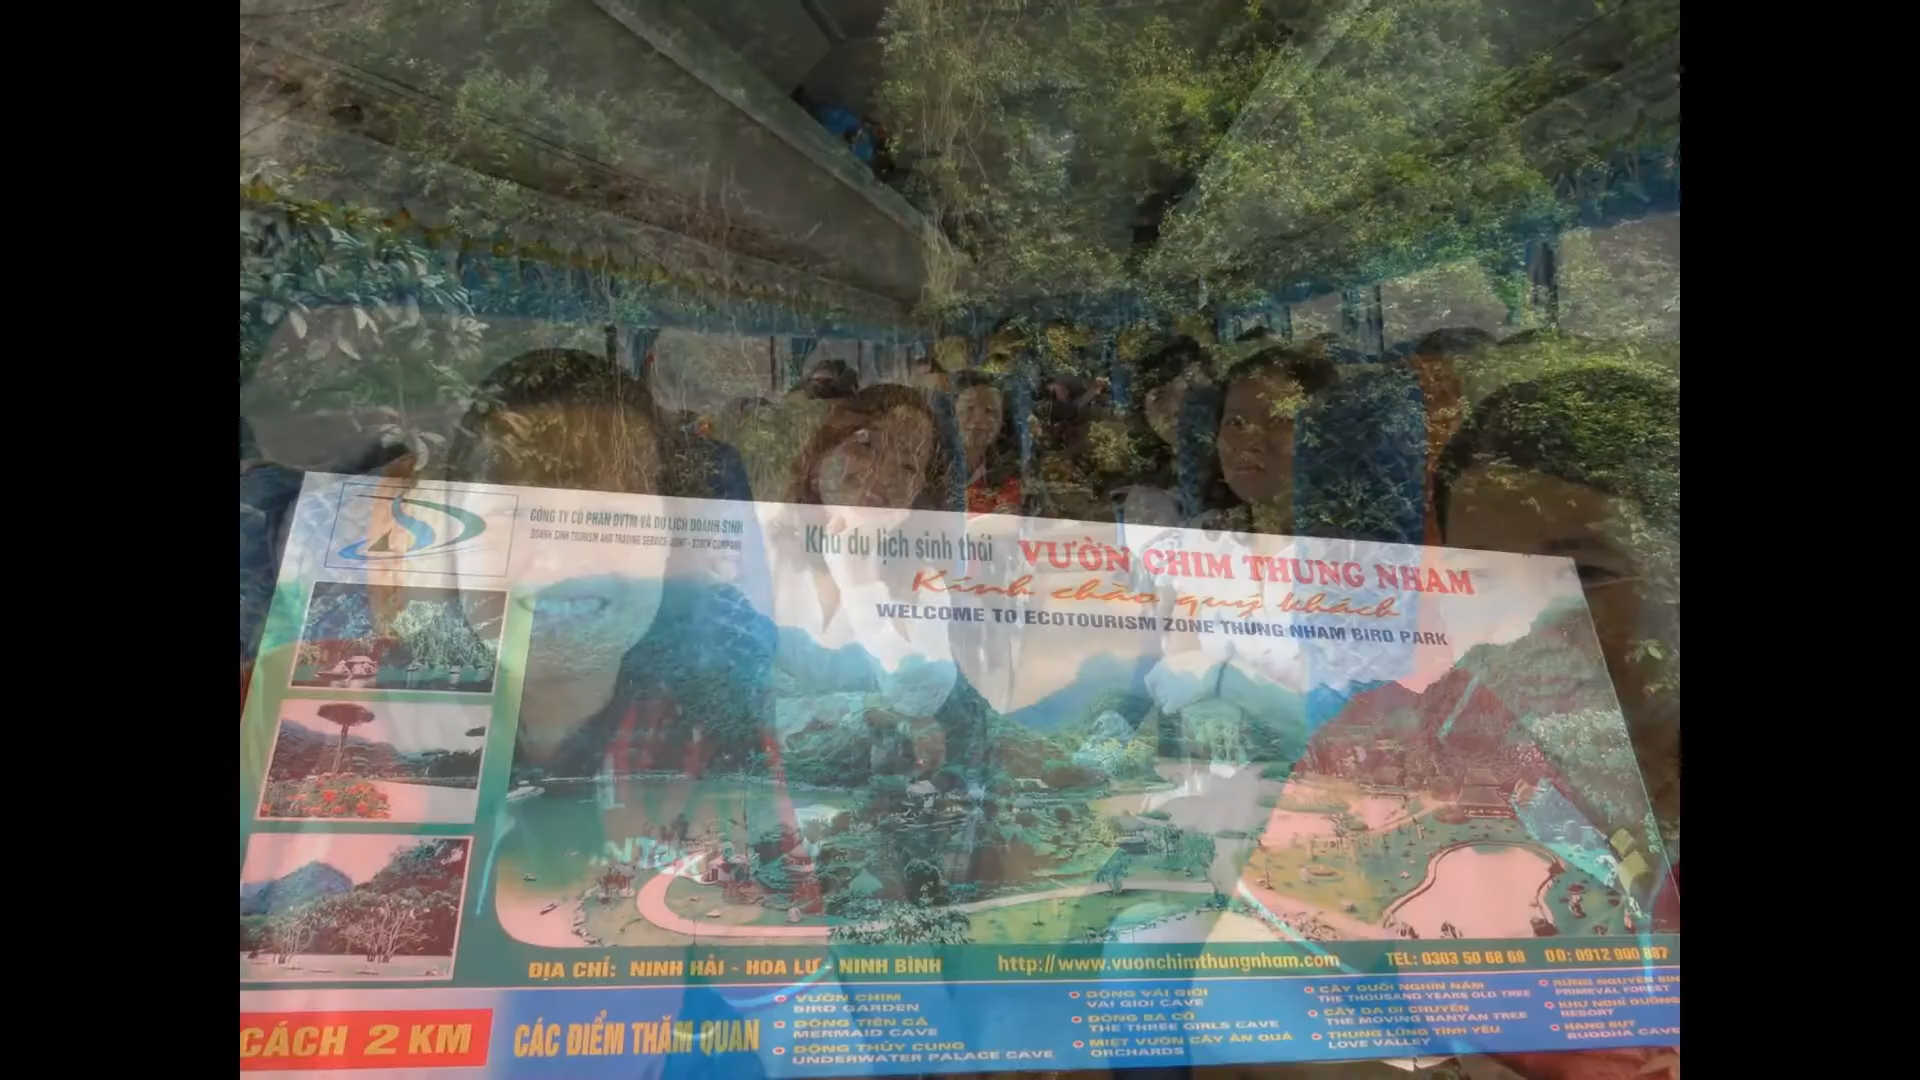 CÔNG TY CỔ PHẦN DVTM VÀ DU LỊCH DOANH SINH
DOANH SINH TOURISM AND TRADING SERVICE JOINT - STOCK COMPANY
Khu du lịch sinh thái VƯỜN CHIM THUNG NHAM
Kính chào quý khách
WELCOME TO ECOTOURISM ZONE THUNG NHAM BIRD PARK
ĐỊA CHỈ: NINH HẢI - HOA LƯ - NINH BÌNH
http://www.vuonchimthungnham.com
TEL: 0303 50 68 68 DD: 0912 900
CÁCH 2 KM
CÁC ĐIỂM THĂM QUAN
VƯỜN CHIM
BIRD GARDEN
ĐỘNG TIÊN CÁ
MERMAID CAVE
ĐỘNG THỦY CUNG
UNDERWATER PALACE CAVE
ĐỘNG VÁI GIỜI
VAI GIOI CAVE
ĐỘNG BA CÔ
THE THREE GIRLS CAVE
MIỆT VƯỜN CÂY ĂN QUẢ
ORCHARDS
CÂY DUỐI NGHÌN NĂM
THE THOUSAND YEARS OLD TREE
CÂY ĐA DI CHUYỂN
THE MOVING BANYAN TREE
THUNG LŨNG TÌNH YÊU
LOVE VALLEY
RỪNG NGUYÊN SIN
PRIMEVAL FOREST
KHU NGHỈ DƯỠNG
RESORT
HANG BỤT
BUDDHA CAVE